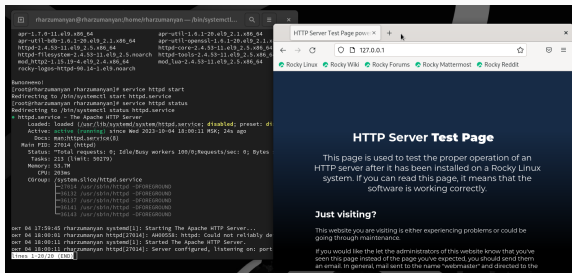 rharzumanyan@rharzumanyan:/home/rharzumanyan — /bin/systemctl...
apr-1.7.0-11.el9.x86_64 apr-util-1.6.1-20.el9_2.1.x86_64
apr-util-bdb-1.6.1-20.el9_2.1.x86_64 apr-util-openssl-1.6.1-20.el9_2.1.x
httpd-2.4.53-11.el9_2.5.x86_64 httpd-core-2.4.53-11.el9_2.5.x86_64
httpd-filesystem-2.4.53-11.el9_2.5.noarch httpd-tools-2.4.53-11.el9_2.5.x86_64
mod_http2-1.15.19-4.el9_2.4.x86_64 mod_lua-2.4.53-11.el9_2.5.x86_64
rocky-logos-httpd-90.14-1.el9.noarch
Выполнено!
[root@rharzumanyan rharzumanyan]# service httpd start
Redirecting to /bin/systemctl start httpd.service
[root@rharzumanyan rharzumanyan]# service httpd status
Redirecting to /bin/systemctl status httpd.service
● httpd.service - The Apache HTTP Server
Loaded: loaded (/usr/lib/systemd/system/httpd.service; disabled; preset: di
Active: active (running) since Wed 2023-10-04 18:00:11 MSK; 24s ago
Docs: man:httpd.service(8)
Main PID: 27014 (httpd)
Status: "Total requests: 0; Idle/Busy workers 100/0;Requests/sec: 0; Bytes
Tasks: 213 (limit: 50279)
Memory: 53.7M
CPU: 203ms
CGroup: /system.slice/httpd.service
├─27014 /usr/sbin/httpd -DFOREGROUND
├─36132 /usr/sbin/httpd -DFOREGROUND
├─36137 /usr/sbin/httpd -DFOREGROUND
├─36141 /usr/sbin/httpd -DFOREGROUND
└─36143 /usr/sbin/httpd -DFOREGROUND
окт 04 17:59:45 rharzumanyan systemd[1]: Starting The Apache HTTP Server...
окт 04 18:00:01 rharzumanyan httpd[27014]: AH00558: httpd: Could not reliably de
окт 04 18:00:11 rharzumanyan systemd[1]: Started The Apache HTTP Server.
окт 04 18:00:11 rharzumanyan httpd[27014]: Server configured, listening on: port
lines 1-20/20 (END)
HTTP Server Test Page powe
127.0.0.1
Rocky Linux Rocky Wiki Rocky Forums Rocky Mattermost Rocky Reddit
HTTP Server Test Page
This page is used to test the proper operation of an
HTTP server after it has been installed on a Rocky Linux
system. If you can read this page, it means that the
software is working correctly.
Just visiting?
This website you are visiting is either experiencing problems or could be
going through maintenance.
If you would like the let the administrators of this website know that you've
seen this page instead of the page you've expected, you should send them
an email. In general, mail sent to the name "webmaster" and directed to the